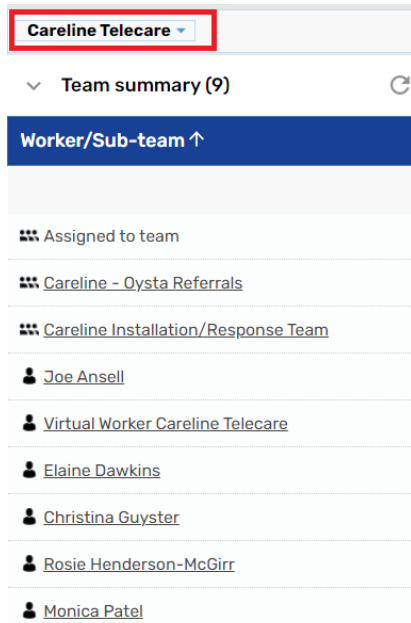 Careline Telecare
Team summary (9)
Worker/Sub-team ↑
Assigned to team
Careline - Oysta Referrals
Careline Installation/Response Team
Joe Ansell
Virtual Worker Careline Telecare
Elaine Dawkins
Christina Guyster
Rosie Henderson-McGirr
Monica Patel